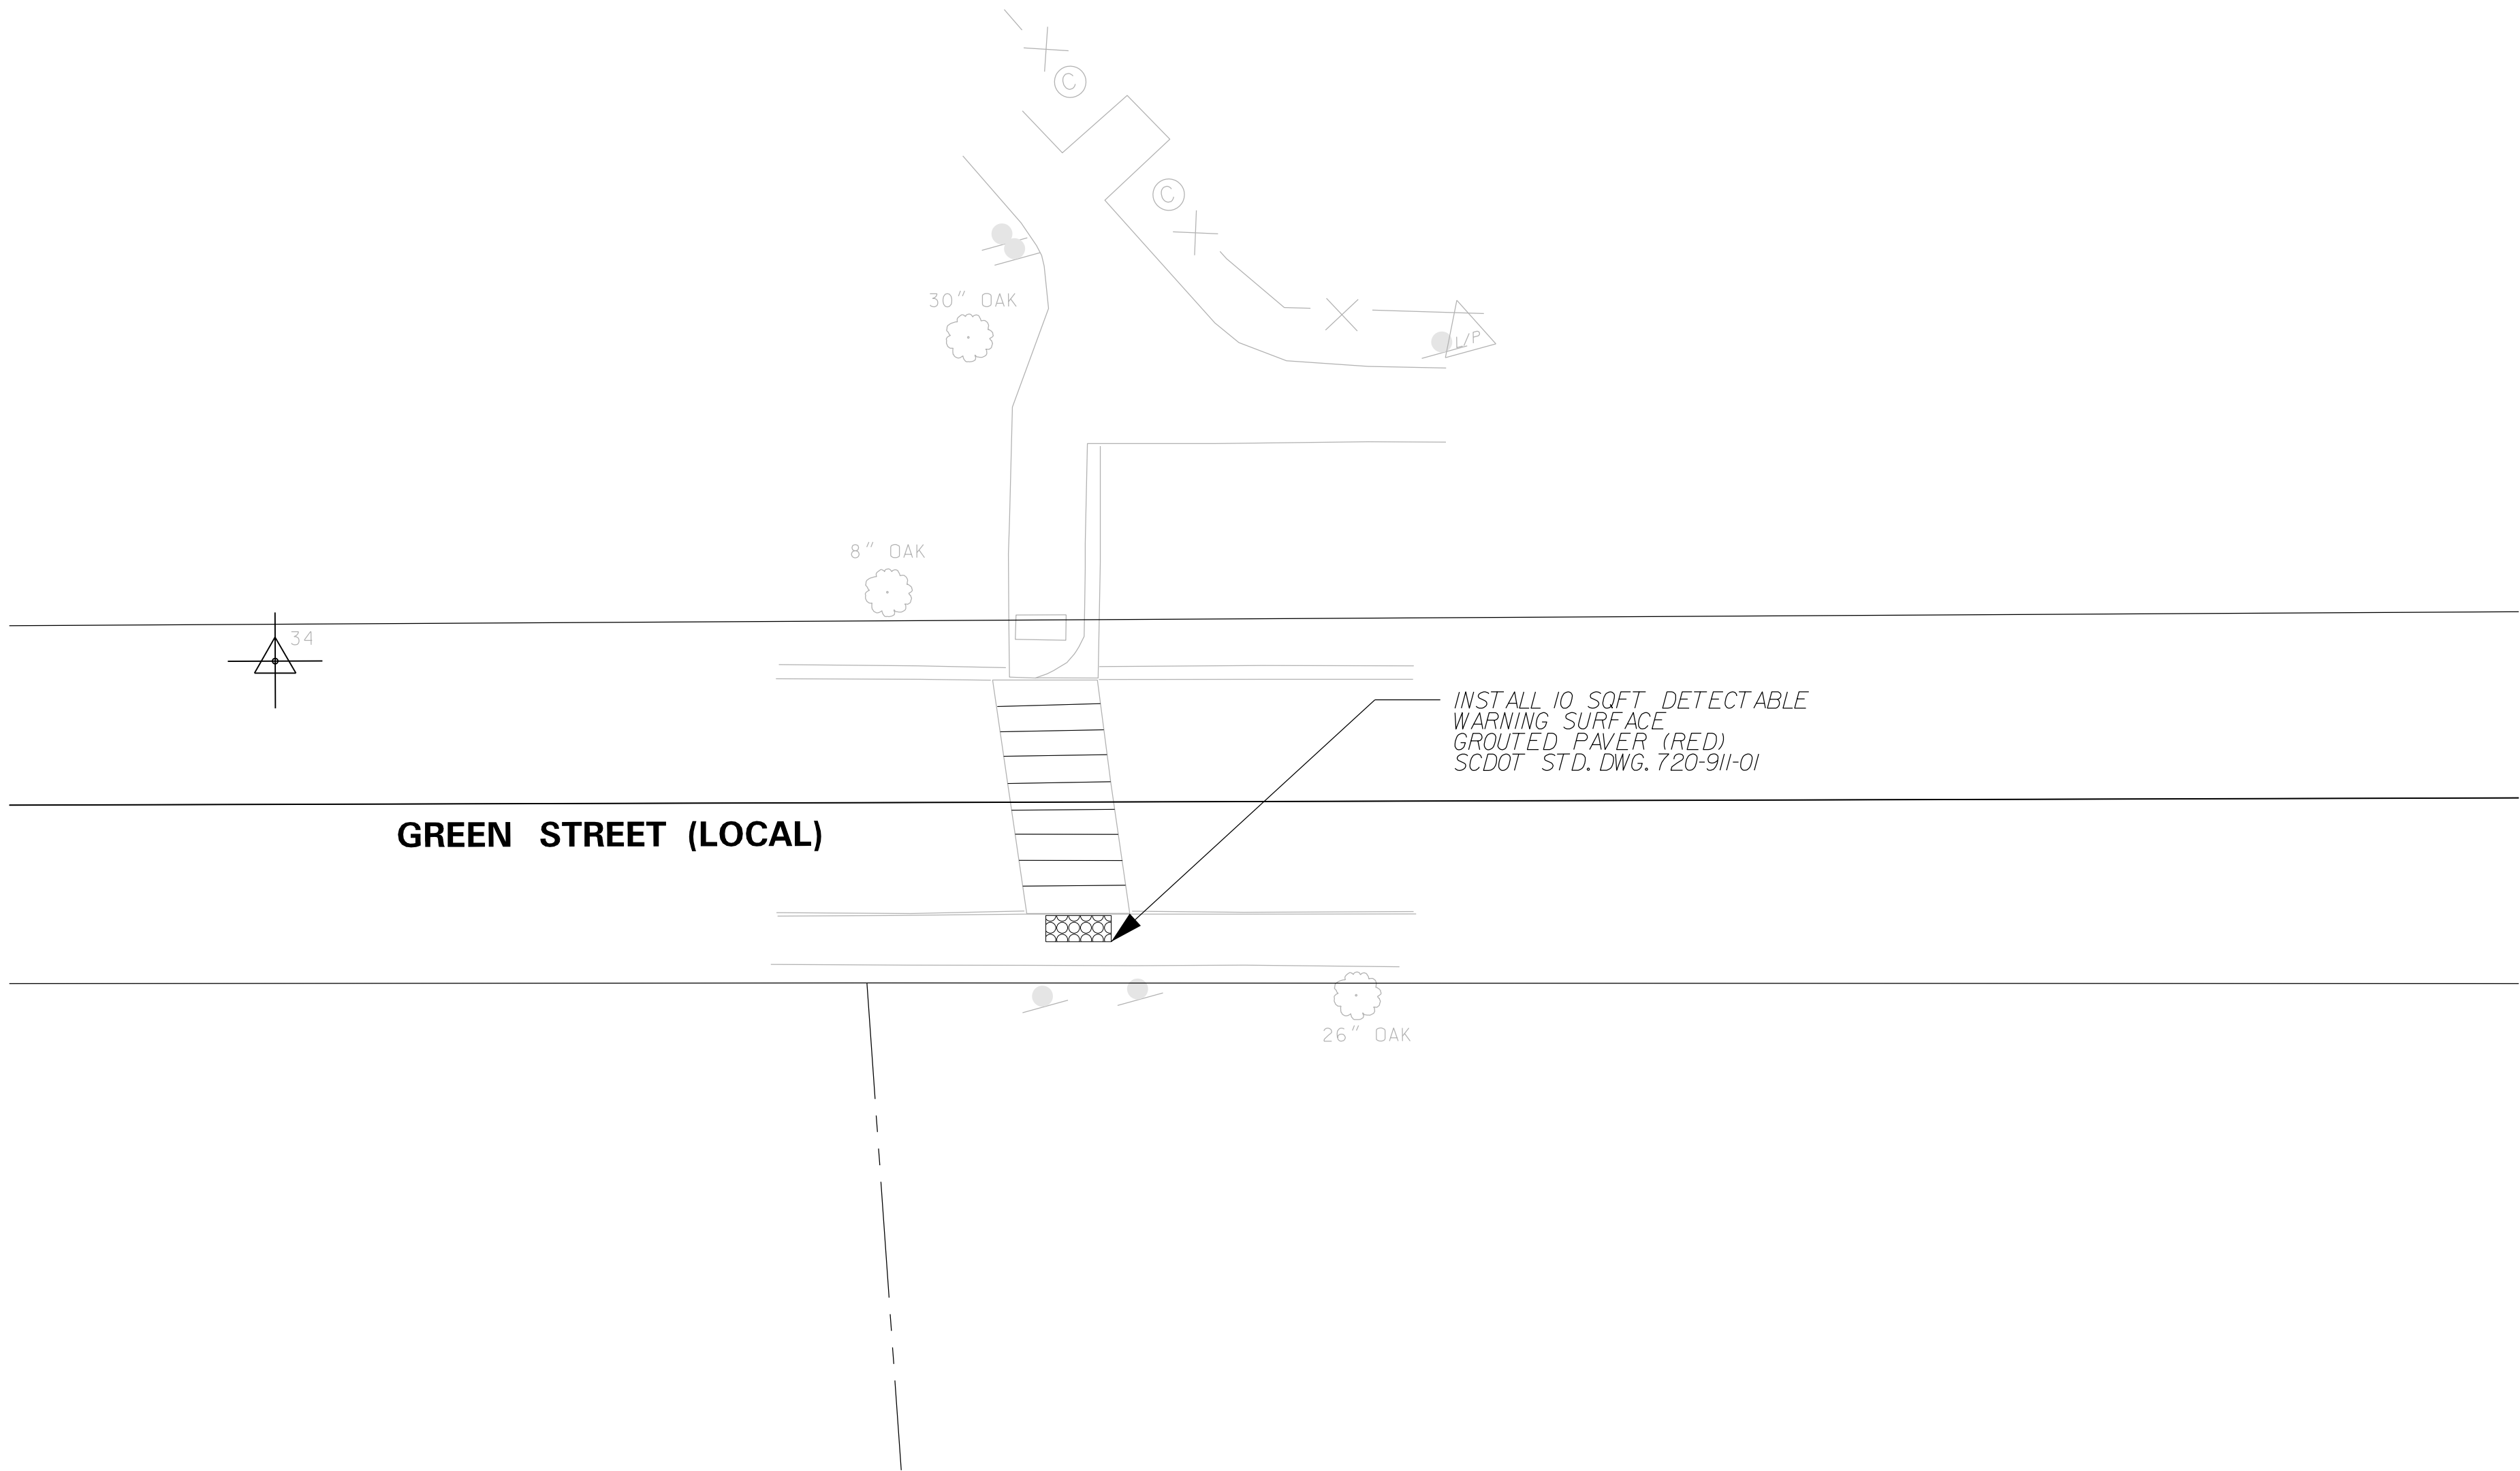 C
C
30" OAK
L/P
8" OAK
34
INSTALL 10 SQFT DETECTABLE
WARNING SURFACE
GROUTED PAVER (RED)
SCDOT STD. DWG. 720-911-01
GREEN STREET (LOCAL)
26" OAK